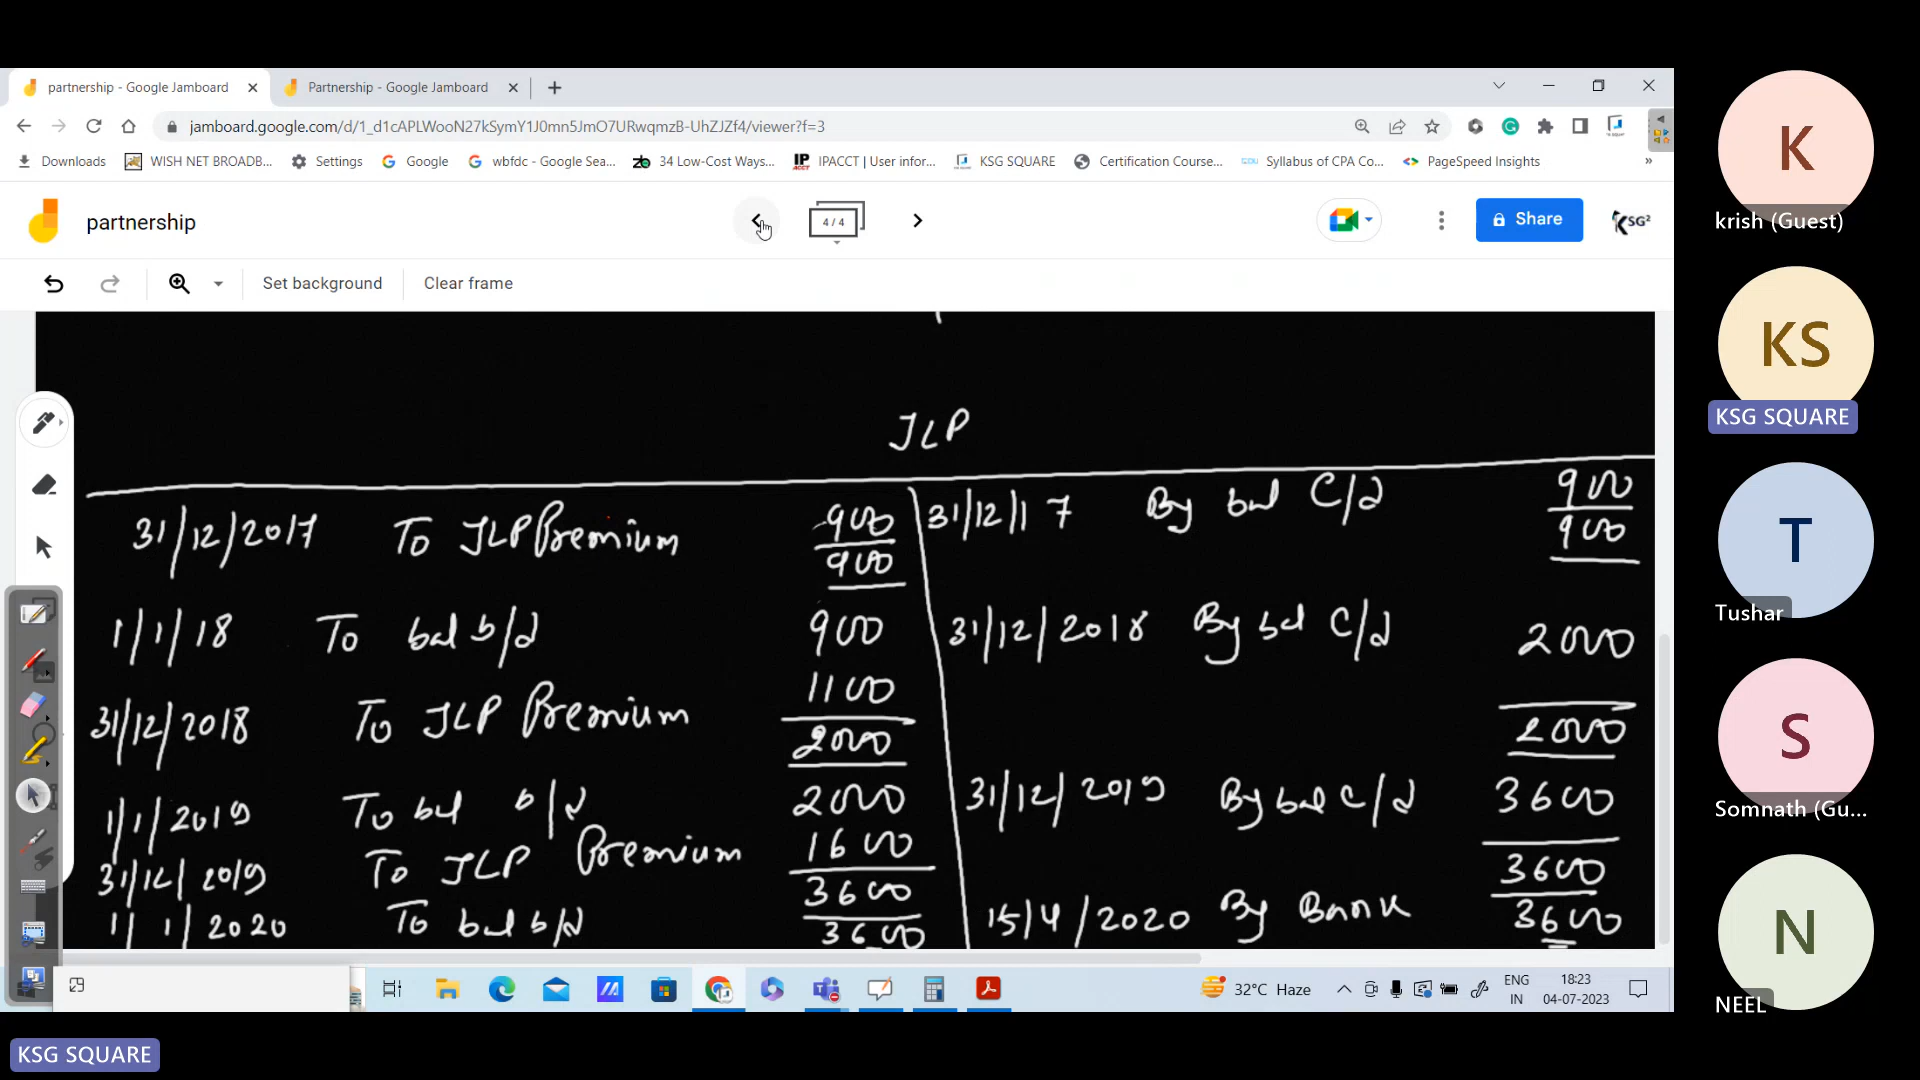 partnership - Google Jamboard
Partnership - Google Jamboard
jamboard.google.com/d/1_d1cAPLWooN27kSymY1J0mn5JmO7URwqmzB-UhZJZf4/viewer?f=3
Downloads WISH NET BROADB... Settings Google wbfdc - Google Sea... 34 Low-Cost Ways... IPACCT | User infor... KSG SQUARE Certification Course... Syllabus of CPA Co... PageSpeed Insights »
partnership
4 / 4
Share
KSG²
Set background
Clear frame
JLP
31/12/2017 To JLP Premium 900 31/12/17 By bal C/d 900
900 900
1/1/18 To bal b/d 900 31/12/2018 By bal C/d 2000
31/12/2018 To JLP Premium 1100
2000 2000
1/1/2019 To bal b/d 2000 31/12/2019 By bal C/d 3600
31/12/2019 To JLP Premium 1600
3600 3600
1/1/2020 To bal b/d 3600 15/4/2020 By Bank 3600
32°C Haze
ENG
IN
18:23
04-07-2023
K
krish (Guest)
KS
KSG SQUARE
T
Tushar
S
Somnath (Gu...
N
NEEL
KSG SQUARE